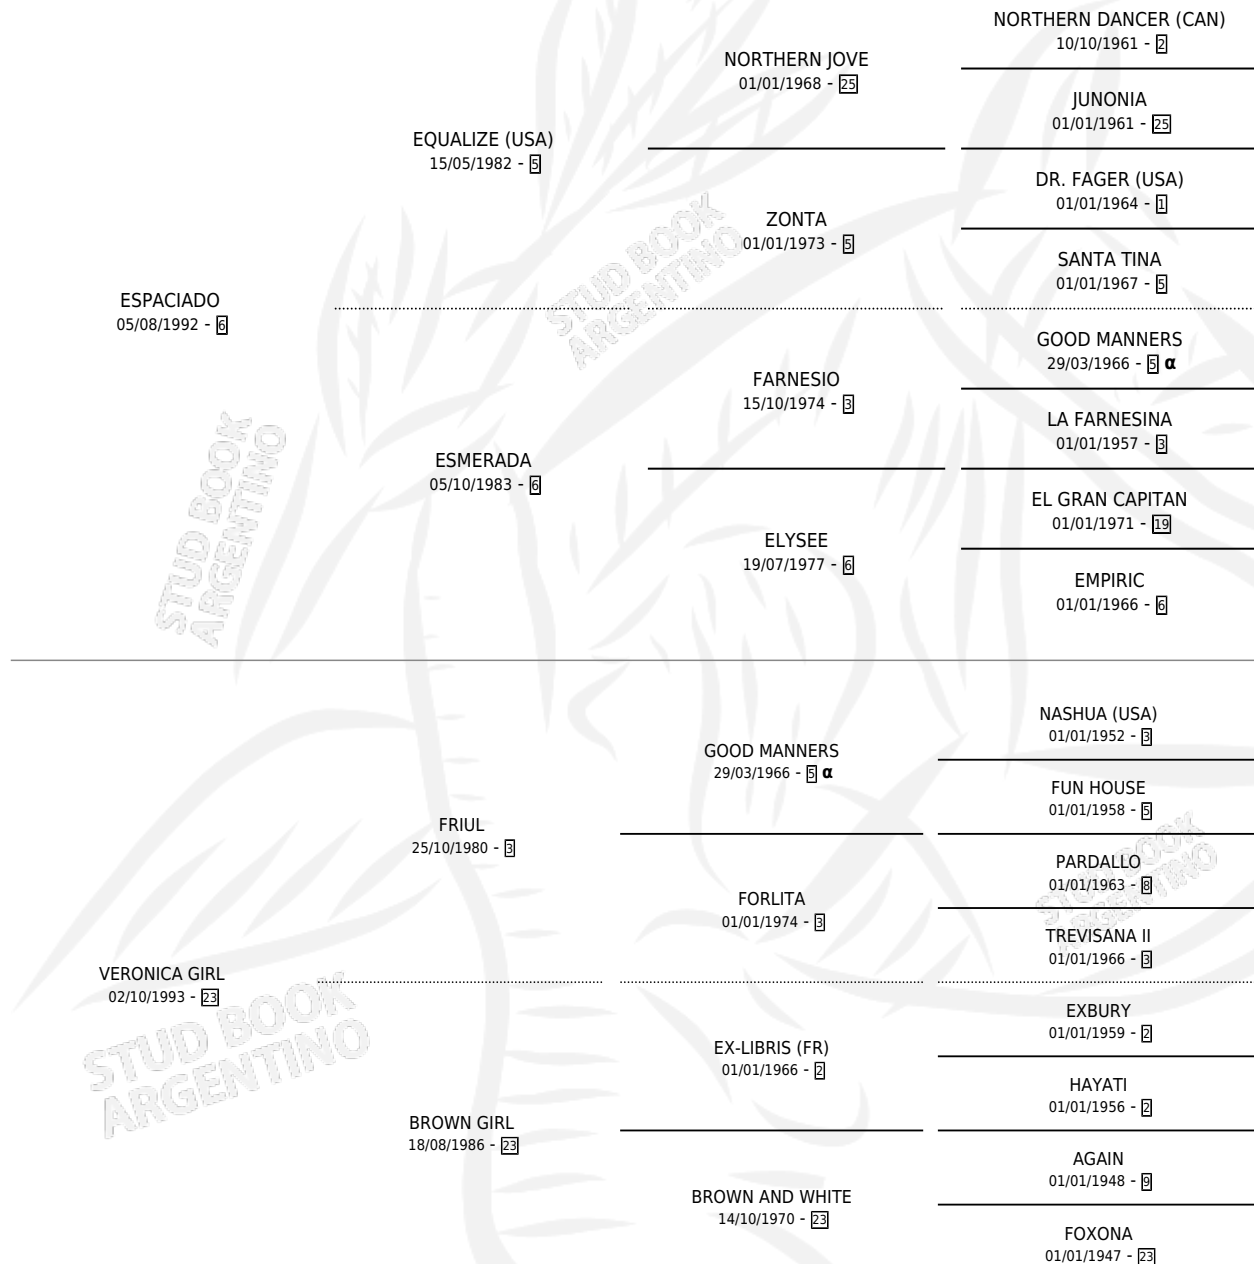 NORTHERN DANCER (CAN)
10/10/1961 - 2
NORTHERN JOVE
01/01/1968 - 25
JUNONIA
01/01/1961 - 25
EQUALIZE (USA)
15/05/1982 - 5
DR. FAGER (USA)
01/01/1964 - 1
ZONTA
01/01/1973 - 5
SANTA TINA
01/01/1967 - 5
STUD BOOK
ARGENTINO
ESPACIADO
05/08/1992 - 6
GOOD MANNERS
29/03/1966 - 5 α
FARNESIO
15/10/1974 - 3
LA FARNESINA
01/01/1957 - 3
ESMERADA
05/10/1983 - 6
EL GRAN CAPITAN
01/01/1971 - 19
ELYSEE
19/07/1977 - 6
EMPIRIC
01/01/1966 - 6
STUD BOOK
ARGENTINO
NASHUA (USA)
01/01/1952 - 3
GOOD MANNERS
29/03/1966 - 5 α
FUN HOUSE
01/01/1958 - 5
FRIUL
25/10/1980 - 3
PARDALLO
01/01/1963 - 8
FORLITA
01/01/1974 - 3
TREVISANA II
01/01/1966 - 3
STUD BOOK
ARGENTINO
VERONICA GIRL
02/10/1993 - 23
EXBURY
01/01/1959 - 2
EX-LIBRIS (FR)
01/01/1966 - 2
HAYATI
01/01/1956 - 2
BROWN GIRL
18/08/1986 - 23
AGAIN
01/01/1948 - 9
BROWN AND WHITE
14/10/1970 - 23
FOXONA
01/01/1947 - 23
STUD BOOK
ARGENTINO